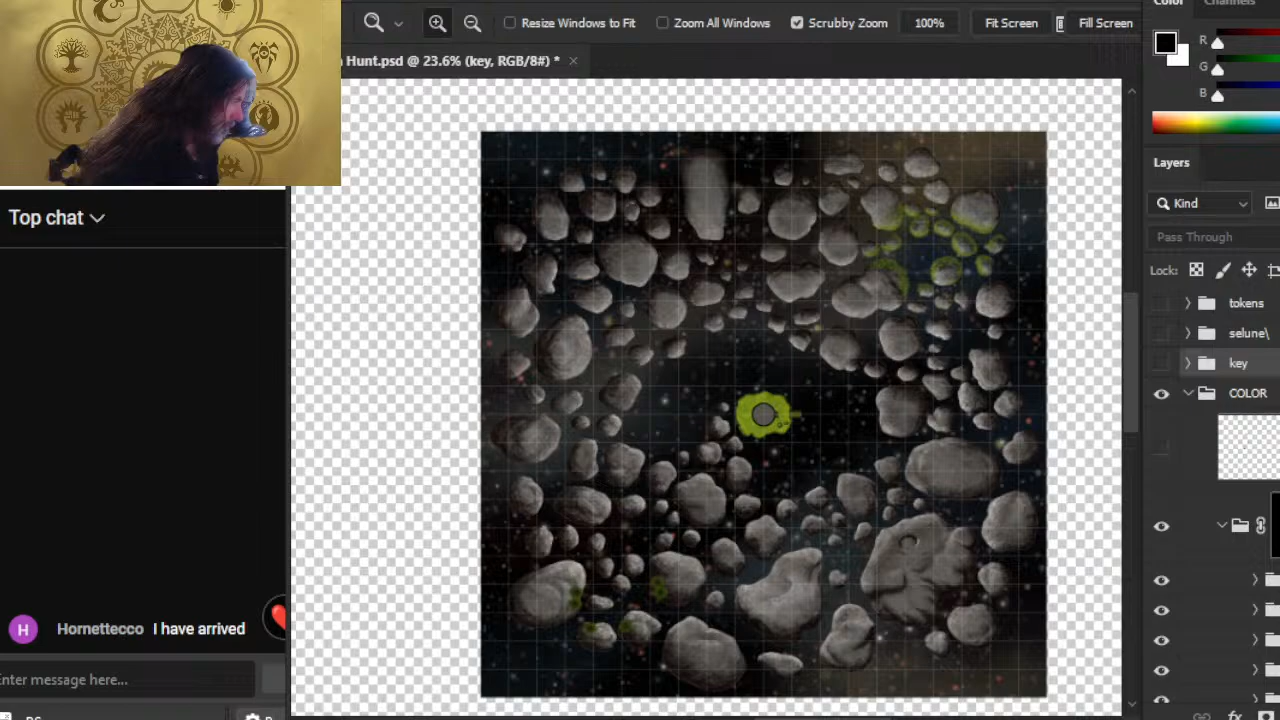 Resize Windows to Fit
Zoom All Windows
Scrubby Zoom
100%
Fit Screen
Fill Screen
Hunt.psd @ 23.6% (key, RGB/8#) *
Color
Channels
R
G
B
Layers
Kind
Pass Through
Lock:
tokens
selune\
key
COLOR
fx
Top chat
H
Hornettecco I have arrived
Enter message here...